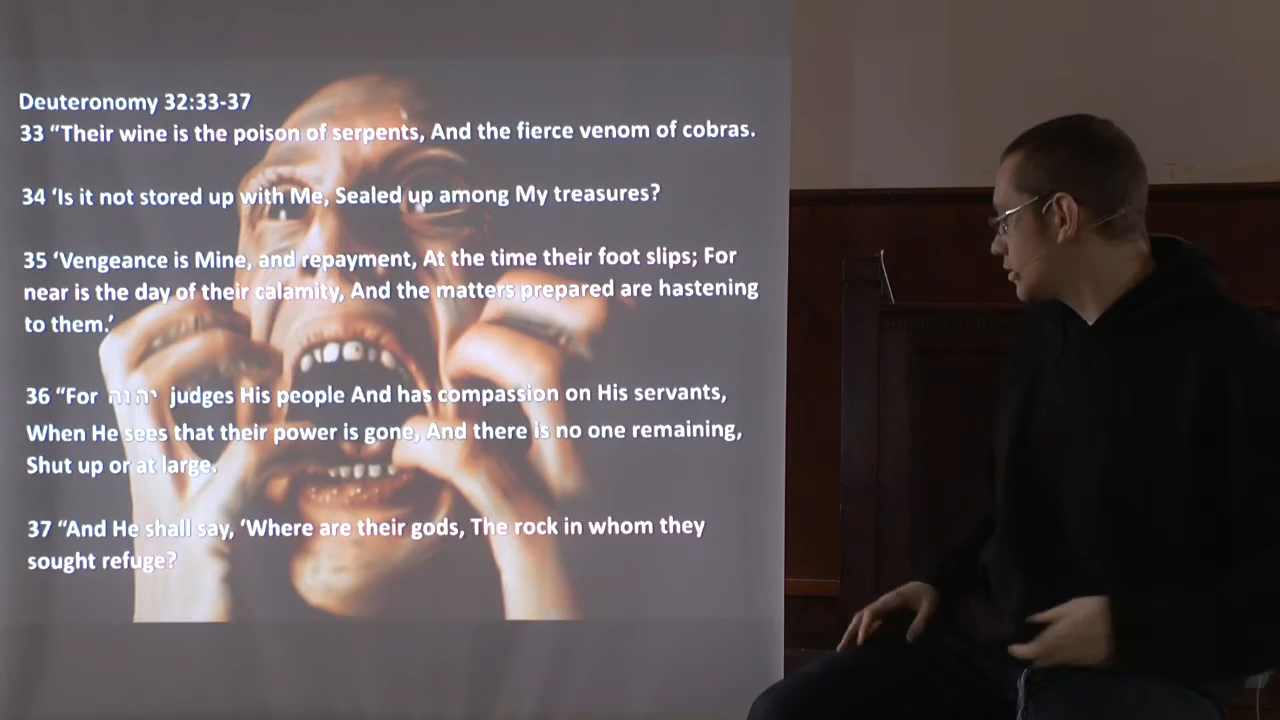 Deuteronomy 32:33-37
33 “Their wine is the poison of serpents, And the fierce venom of cobras.
34 ‘Is it not stored up with Me, Sealed up among My treasures?
35 ‘Vengeance is Mine, and repayment, At the time their foot slips; For
near is the day of their calamity, And the matters prepared are hastening
to them.’
36 “For יהוה judges His people And has compassion on His servants,
When He sees that their power is gone, And there is no one remaining,
Shut up or at large.
37 “And He shall say, ‘Where are their gods, The rock in whom they
sought refuge?